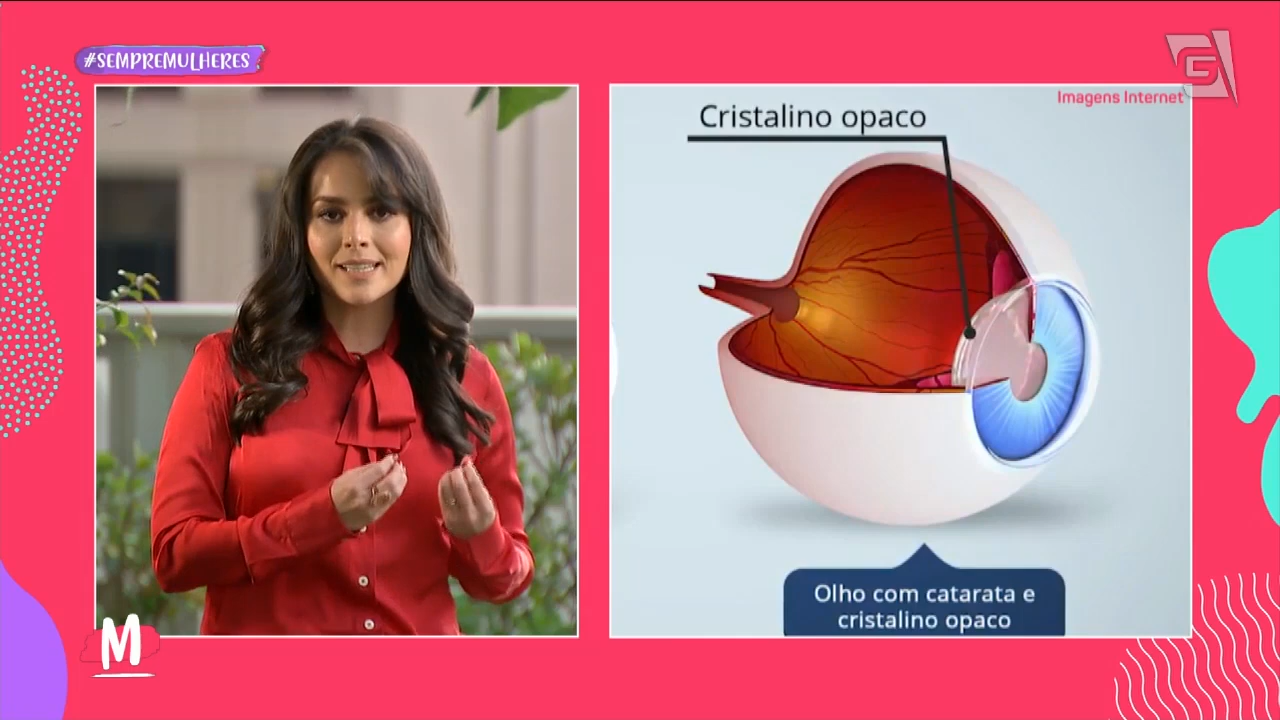 #SEMPREMULHERES
G
Imagens Internet
Cristalino opaco
Olho com catarata e
cristalino opaco
M